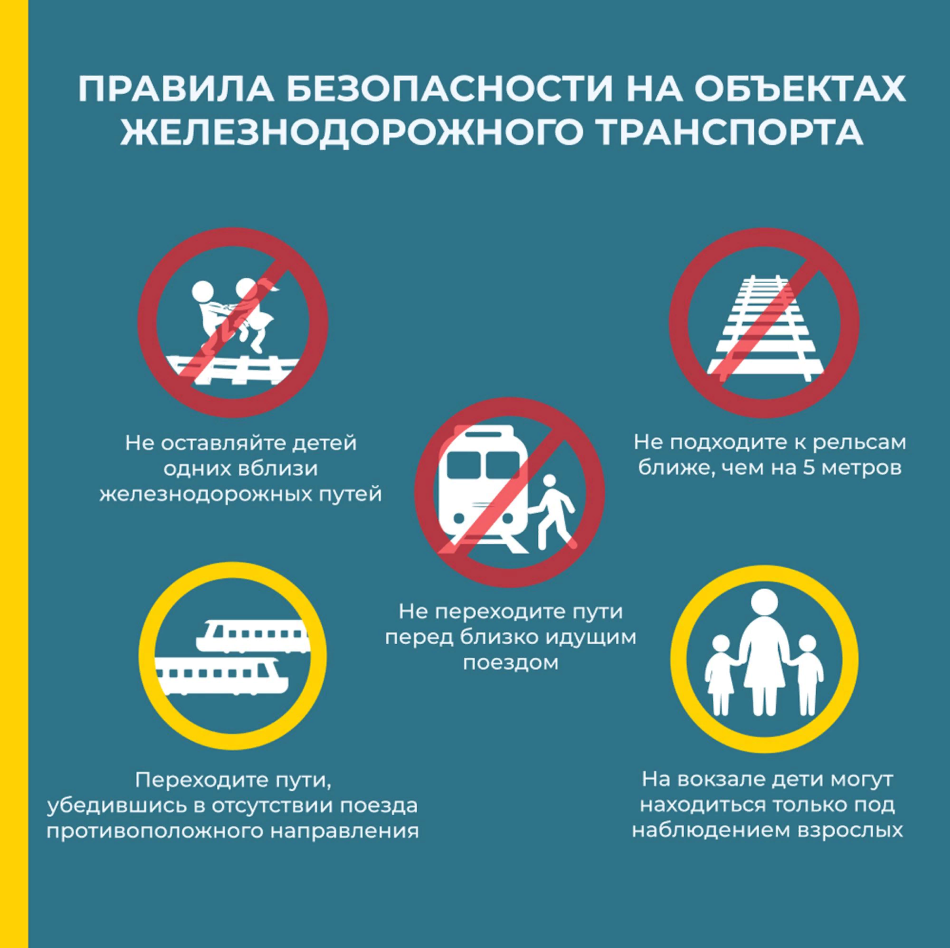 ПРАВИЛА БЕЗОПАСНОСТИ НА ОБЪЕКТАХ
ЖЕЛЕЗНОДОРОЖНОГО ТРАНСПОРТА
Не оставляйте детей
одних вблизи
железнодорожных путей
Не подходите к рельсам
ближе, чем на 5 метров
Не переходите пути
перед близко идущим
поездом
Переходите пути,
убедившись в отсутствии поезда
противоположного направления
На вокзале дети могут
находиться только под
наблюдением взрослых